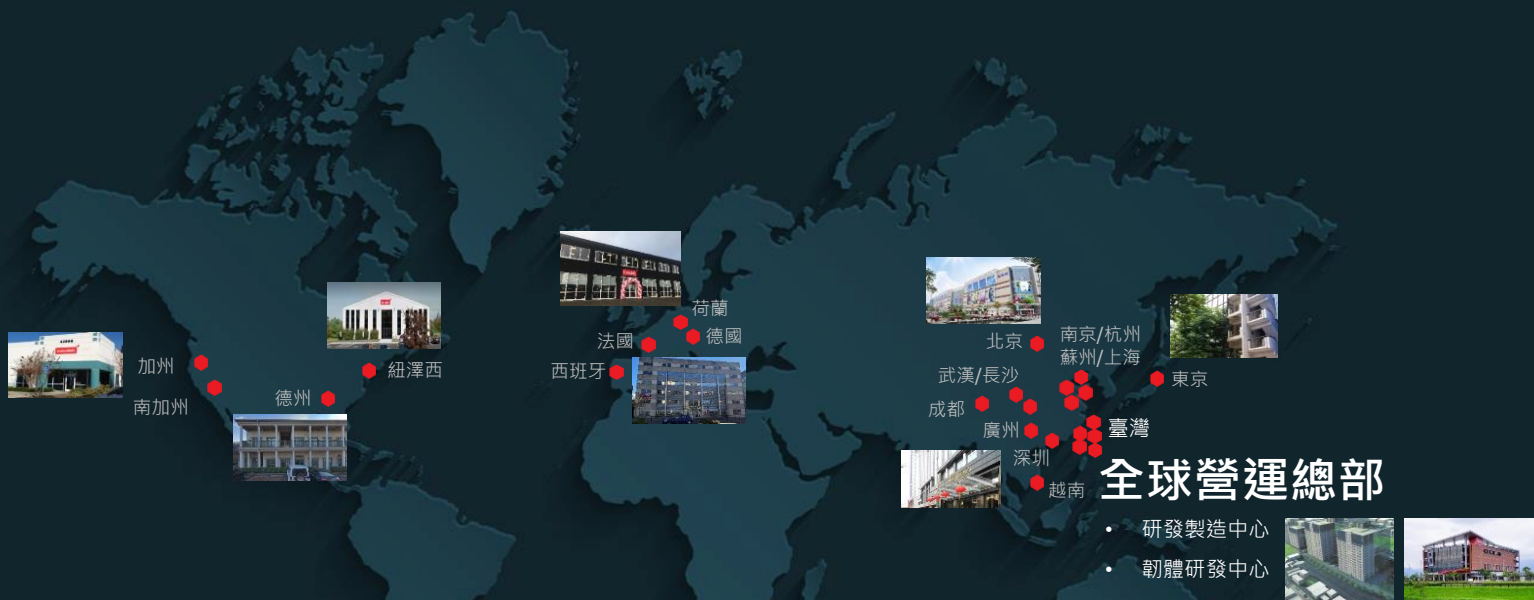 加州
南加州
德州
紐澤西
荷蘭
法國
德國
西班牙
北京
南京/杭州
蘇州/上海
武漢/長沙
成都
廣州
深圳
越南
東京
臺灣
全球營運總部
• 研發製造中心
• 韌體研發中心